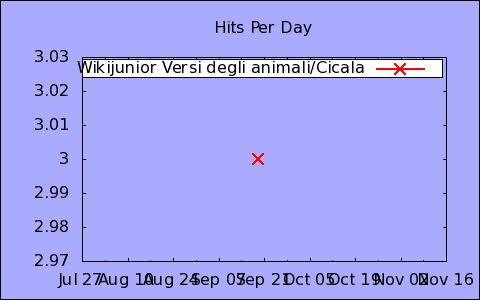 Hits Per Day
3.03
Wikijunior Versi degli animali/Cicala
3.02
3.01
3
2.99
2.98
2.97
Jul 27 Aug 10 Aug 24 Sep 07 Sep 21 Oct 05 Oct 19 Nov 02 Nov 16